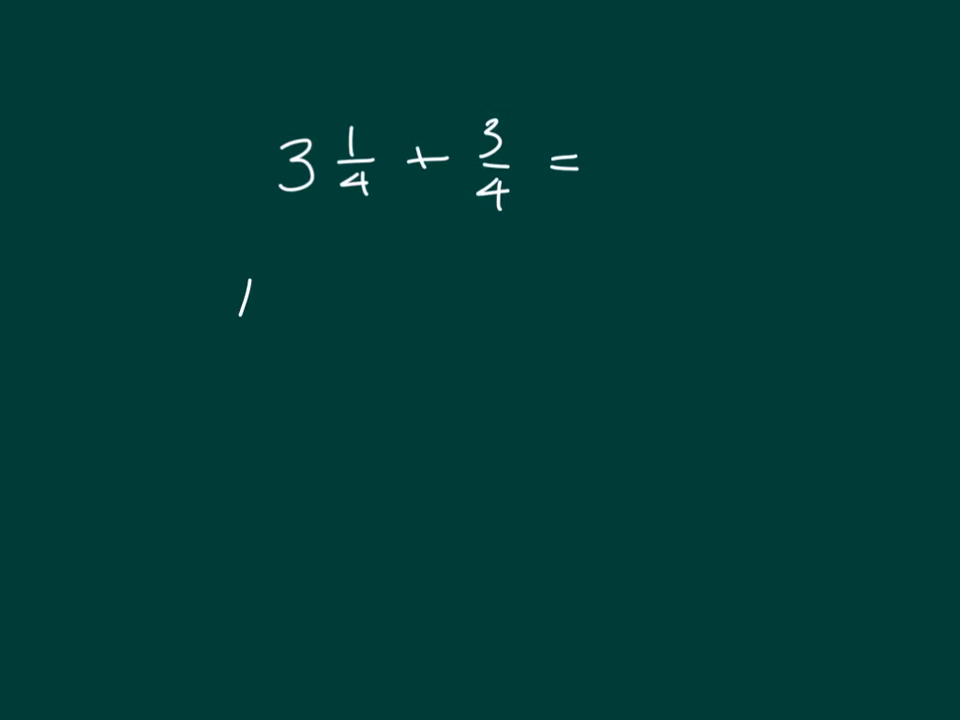 3 1/4 + 3/4 =
1